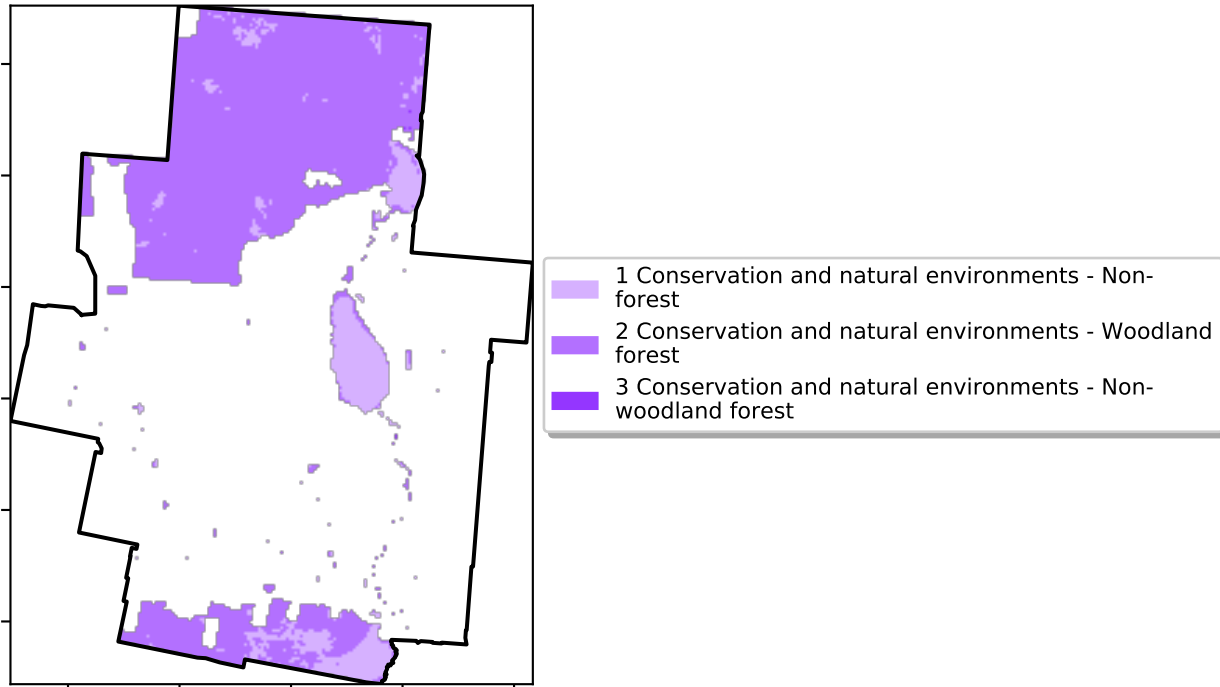 1 Conservation and natural environments - Non-
forest
2 Conservation and natural environments - Woodland
forest
3 Conservation and natural environments - Non-
woodland forest